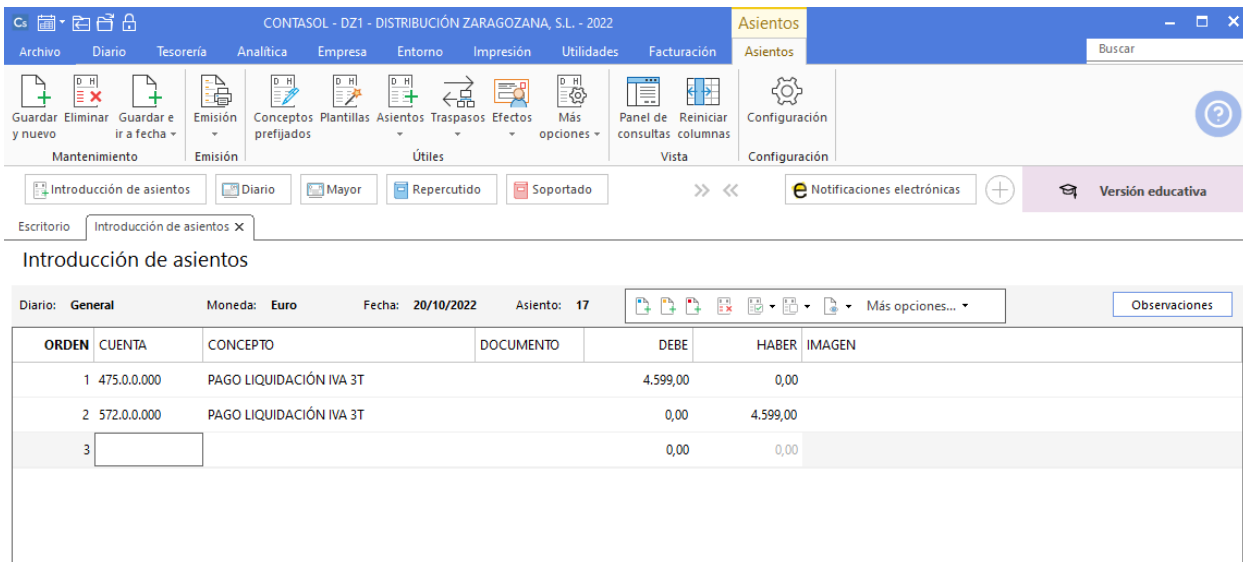 Cs CONTASOL - DZ1 - DISTRIBUCIÓN ZARAGOZANA, S.L. - 2022 Asientos
Archivo Diario Tesorería Analítica Empresa Entorno Impresión Utilidades Facturación Asientos Buscar
Guardar y nuevo Eliminar Guardar e ir a fecha Emisión Conceptos prefijados Plantillas Asientos Traspasos Efectos Más opciones Panel de consultas Reiniciar columnas Configuración
Mantenimiento Emisión Útiles Vista Configuración
Introducción de asientos Diario Mayor Repercutido Soportado e Notificaciones electrónicas Versión educativa
Escritorio Introducción de asientos X
Introducción de asientos
Diario: General Moneda: Euro Fecha: 20/10/2022 Asiento: 17 Más opciones... Observaciones
ORDEN CUENTA CONCEPTO DOCUMENTO DEBE HABER IMAGEN
1 475.0.0.000 PAGO LIQUIDACIÓN IVA 3T 4.599,00 0,00
2 572.0.0.000 PAGO LIQUIDACIÓN IVA 3T 0,00 4.599,00
3 0,00 0,00